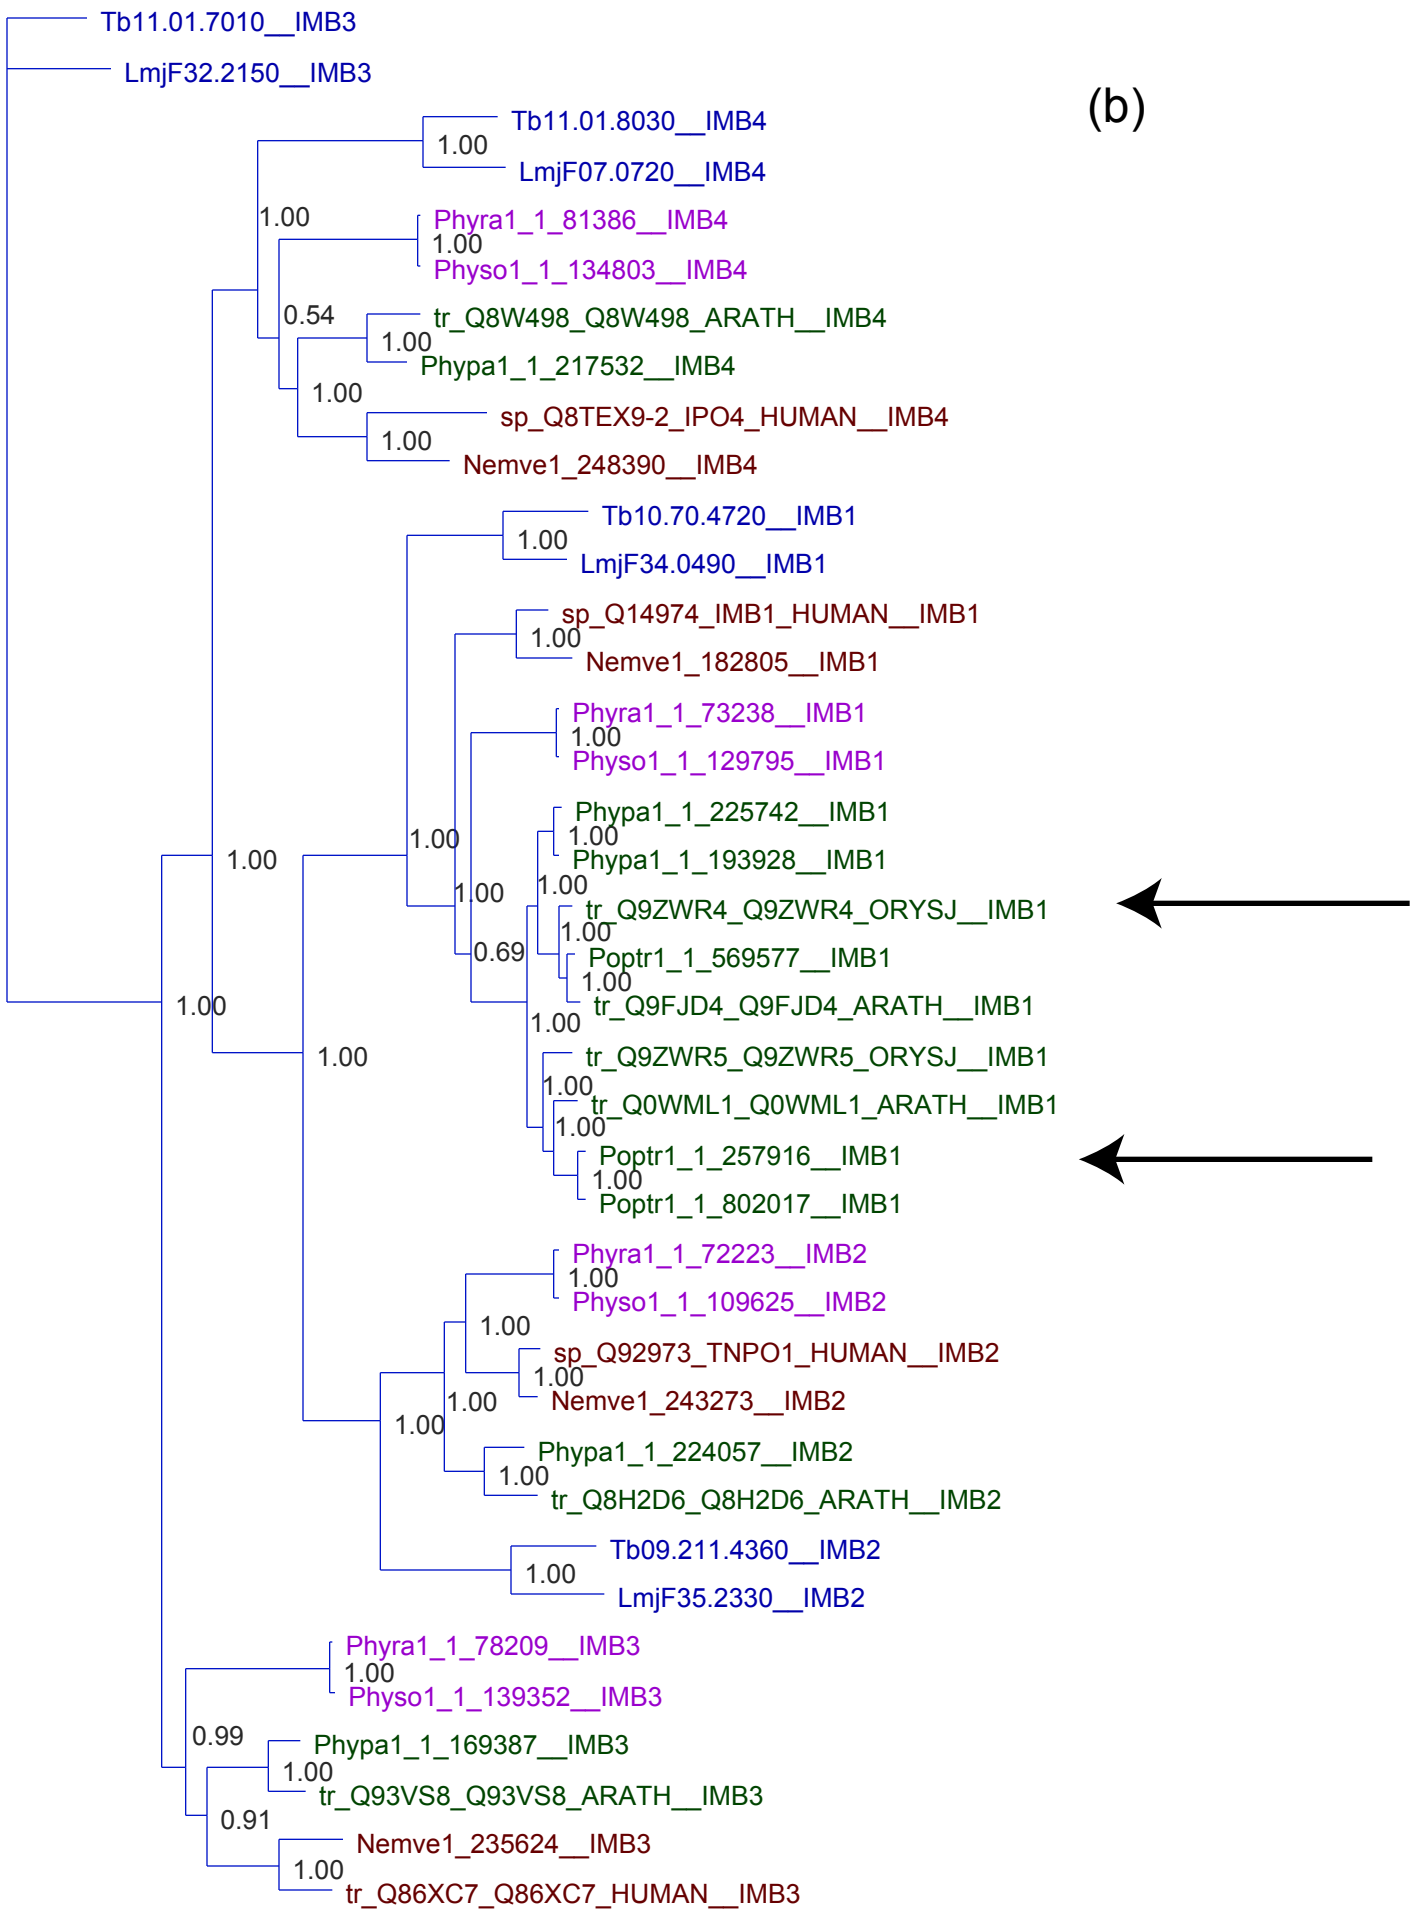 Tb11.01.7010__IMB3
LmjF32.2150__IMB3
(b)
Tb11.01.8030__IMB4
1.00
LmjF07.0720__IMB4
1.00
Phyra1_1_81386__IMB4
1.00
Physo1_1_134803__IMB4
0.54
tr_Q8W498_Q8W498_ARATH__IMB4
1.00
Phypa1_1_217532__IMB4
1.00
sp_Q8TEX9-2_IPO4_HUMAN__IMB4
1.00
Nemve1_248390__IMB4
Tb10.70.4720__IMB1
1.00
LmjF34.0490__IMB1
sp_Q14974_IMB1_HUMAN__IMB1
1.00
Nemve1_182805__IMB1
Phyra1_1_73238__IMB1
1.00
Physo1_1_129795__IMB1
Phypa1_1_225742__IMB1
1.00
1.00
Phypa1_1_193928__IMB1
1.00
1.00
1.00
tr_Q9ZWR4_Q9ZWR4_ORYSJ__IMB1
1.00
0.69
Poptr1_1_569577__IMB1
1.00
1.00
tr_Q9FJD4_Q9FJD4_ARATH__IMB1
1.00
1.00
tr_Q9ZWR5_Q9ZWR5_ORYSJ__IMB1
1.00
tr_Q0WML1_Q0WML1_ARATH__IMB1
1.00
Poptr1_1_257916__IMB1
1.00
Poptr1_1_802017__IMB1
Phyra1_1_72223__IMB2
1.00
Physo1_1_109625__IMB2
1.00
sp_Q92973_TNPO1_HUMAN__IMB2
1.00
Nemve1_243273__IMB2
1.00
1.00
Phypa1_1_224057__IMB2
1.00
tr_Q8H2D6_Q8H2D6_ARATH__IMB2
Tb09.211.4360__IMB2
1.00
LmjF35.2330__IMB2
Phyra1_1_78209__IMB3
1.00
Physo1_1_139352__IMB3
0.99
Phypa1_1_169387__IMB3
1.00
tr_Q93VS8_Q93VS8_ARATH__IMB3
0.91
Nemve1_235624__IMB3
1.00
tr_Q86XC7_Q86XC7_HUMAN__IMB3